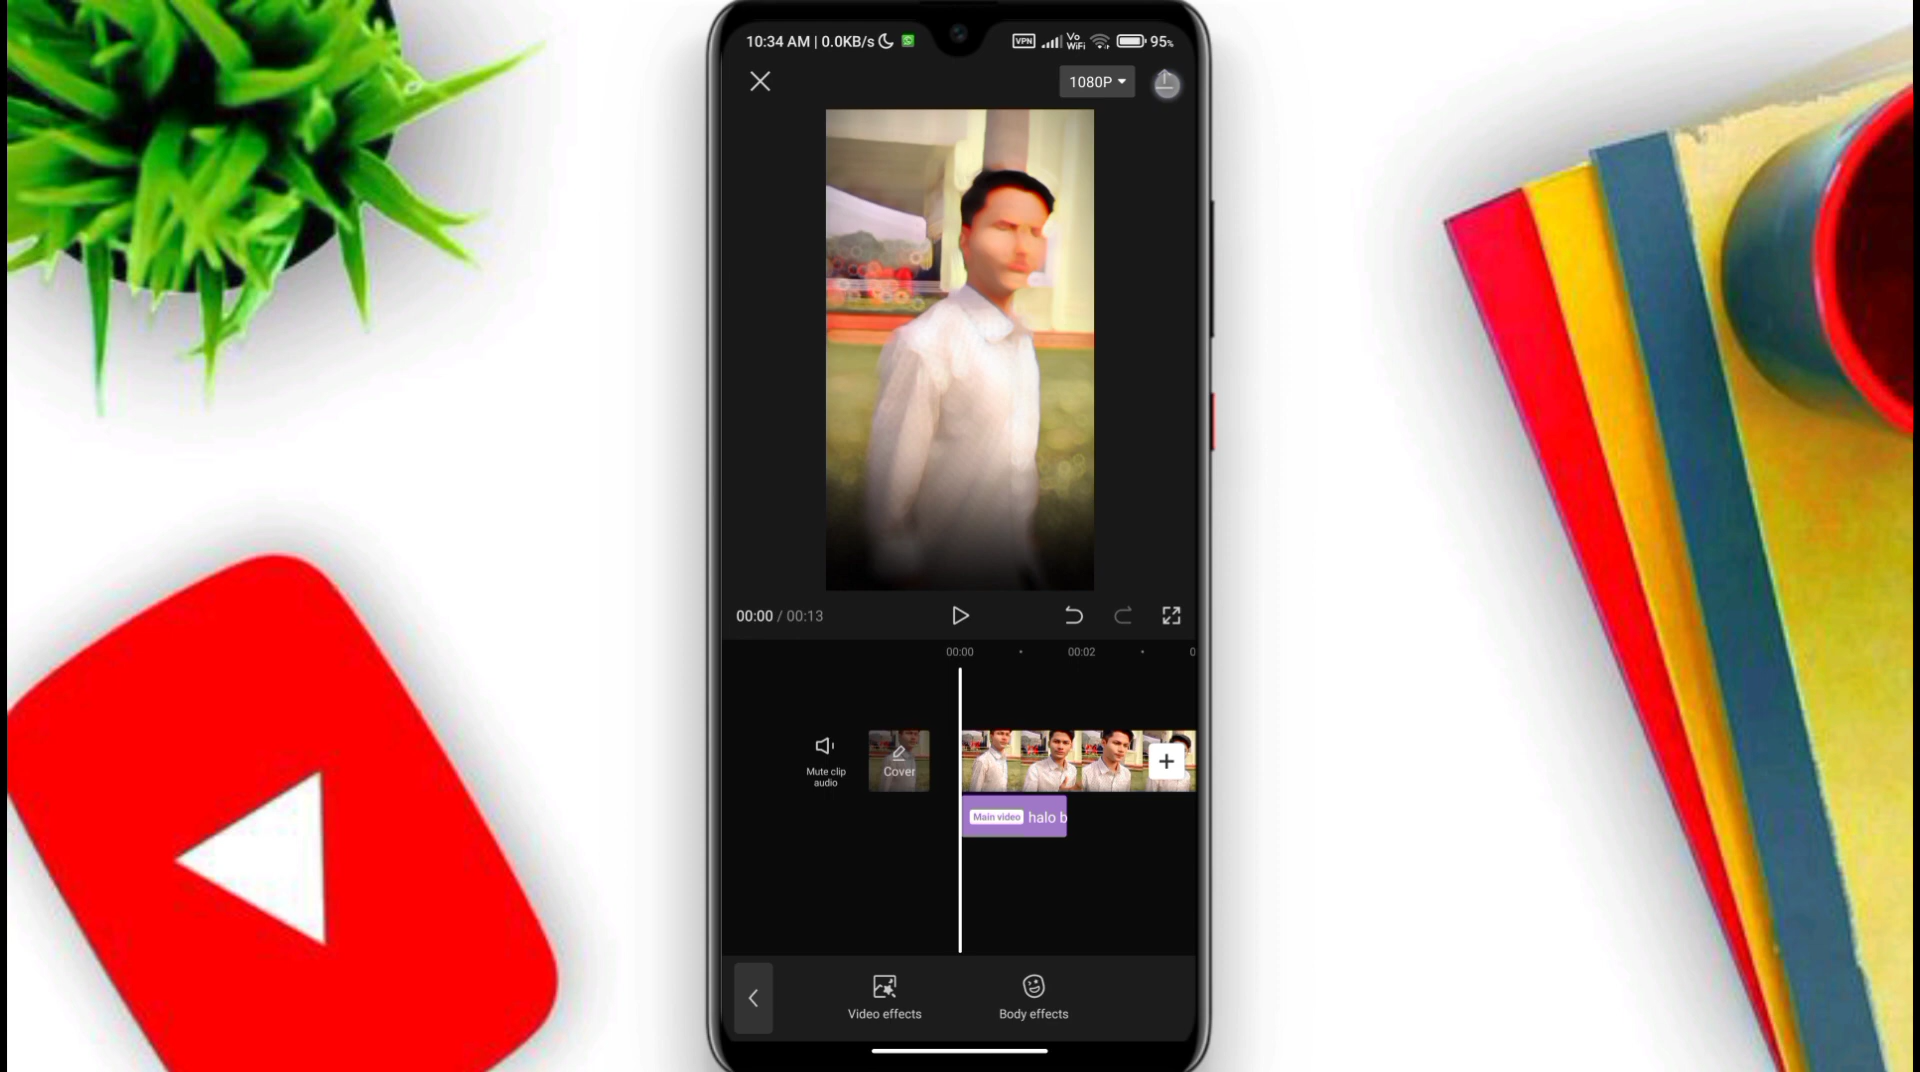 10:34 AM | 0.0KB/s
VPN
Vo
WiFi
95%
1080P
00:00 / 00:13
00:00
00:02
0
Mute clip
audio
Cover
Main video halo b
Video effects
Body effects